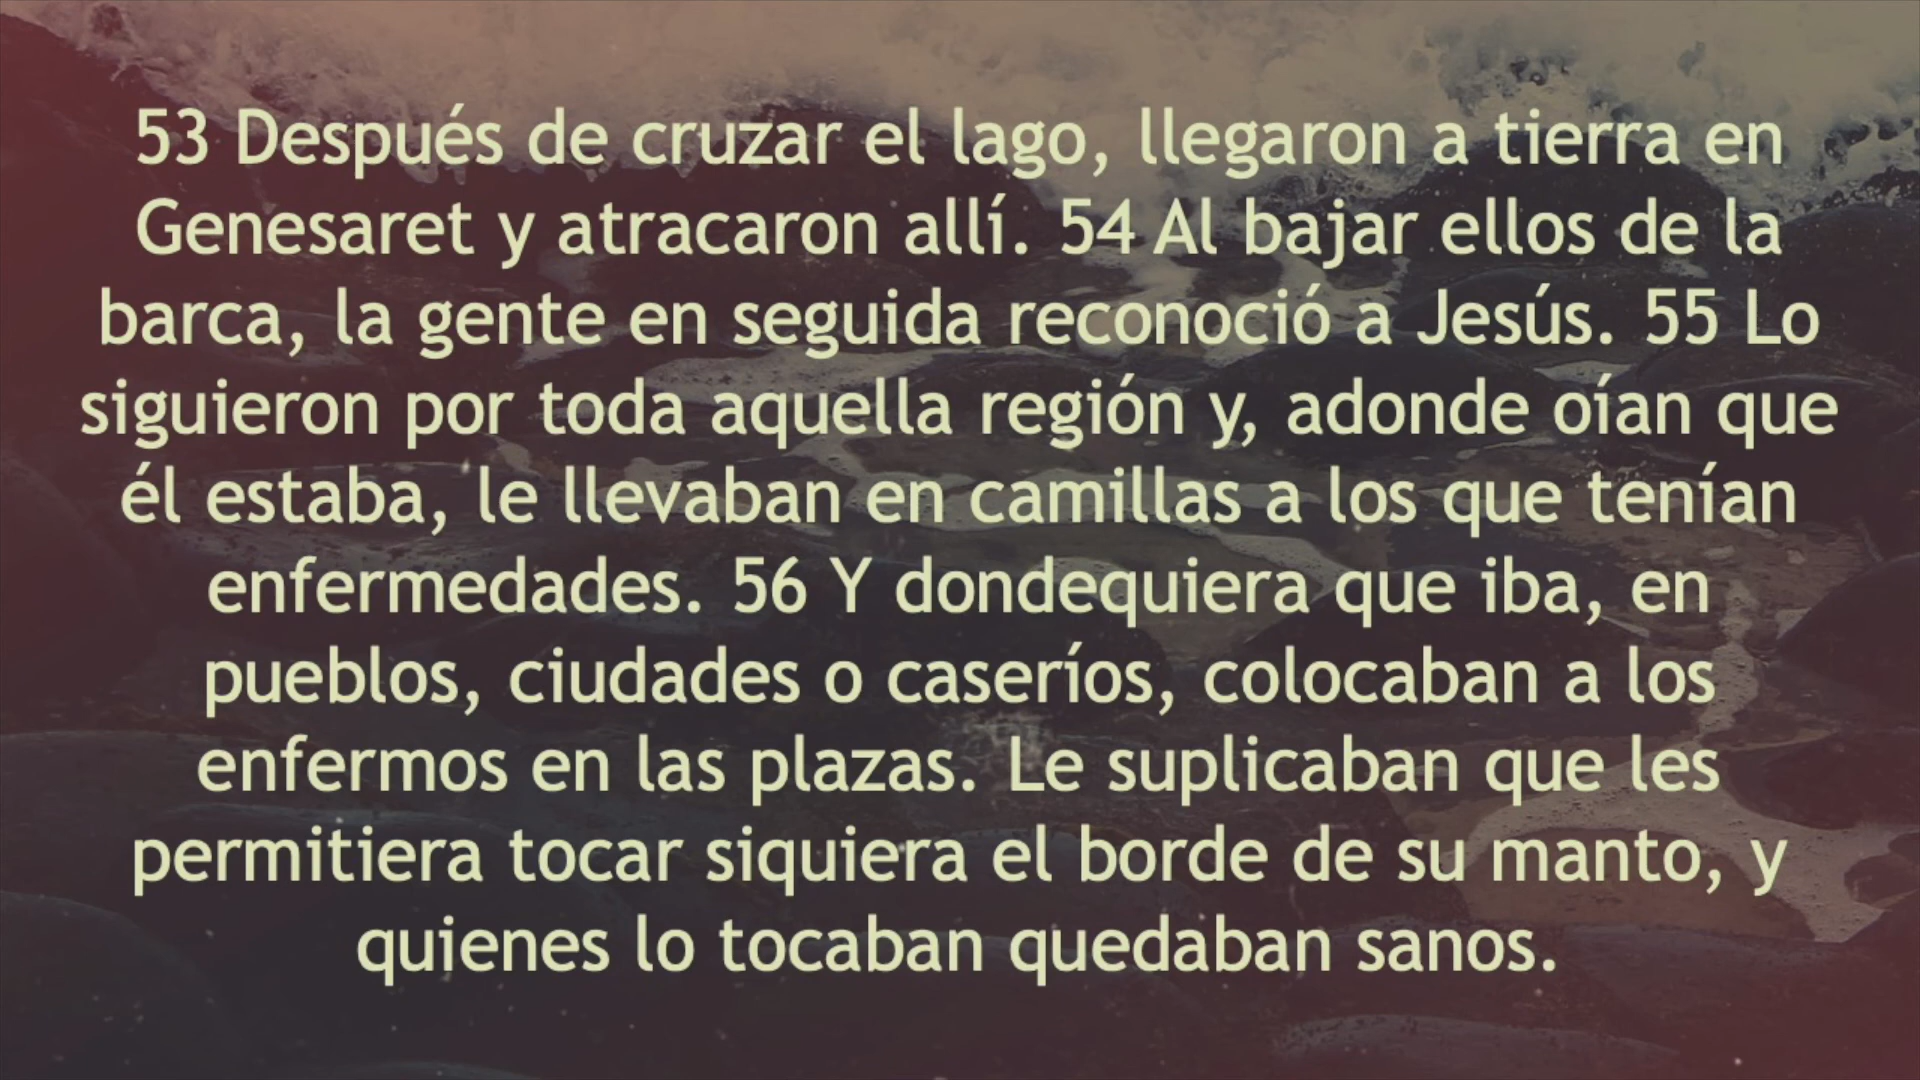 53 Después de cruzar el lago, llegaron a tierra en
Genesaret y atracaron allí. 54 Al bajar ellos de la
barca, la gente en seguida reconoció a Jesús. 55 Lo
siguieron por toda aquella región y, adonde oían que
él estaba, le llevaban en camillas a los que tenían
enfermedades. 56 Y dondequiera que iba, en
pueblos, ciudades o caseríos, colocaban a los
enfermos en las plazas. Le suplicaban que les
permitiera tocar siquiera el borde de su manto, y
quienes lo tocaban quedaban sanos.